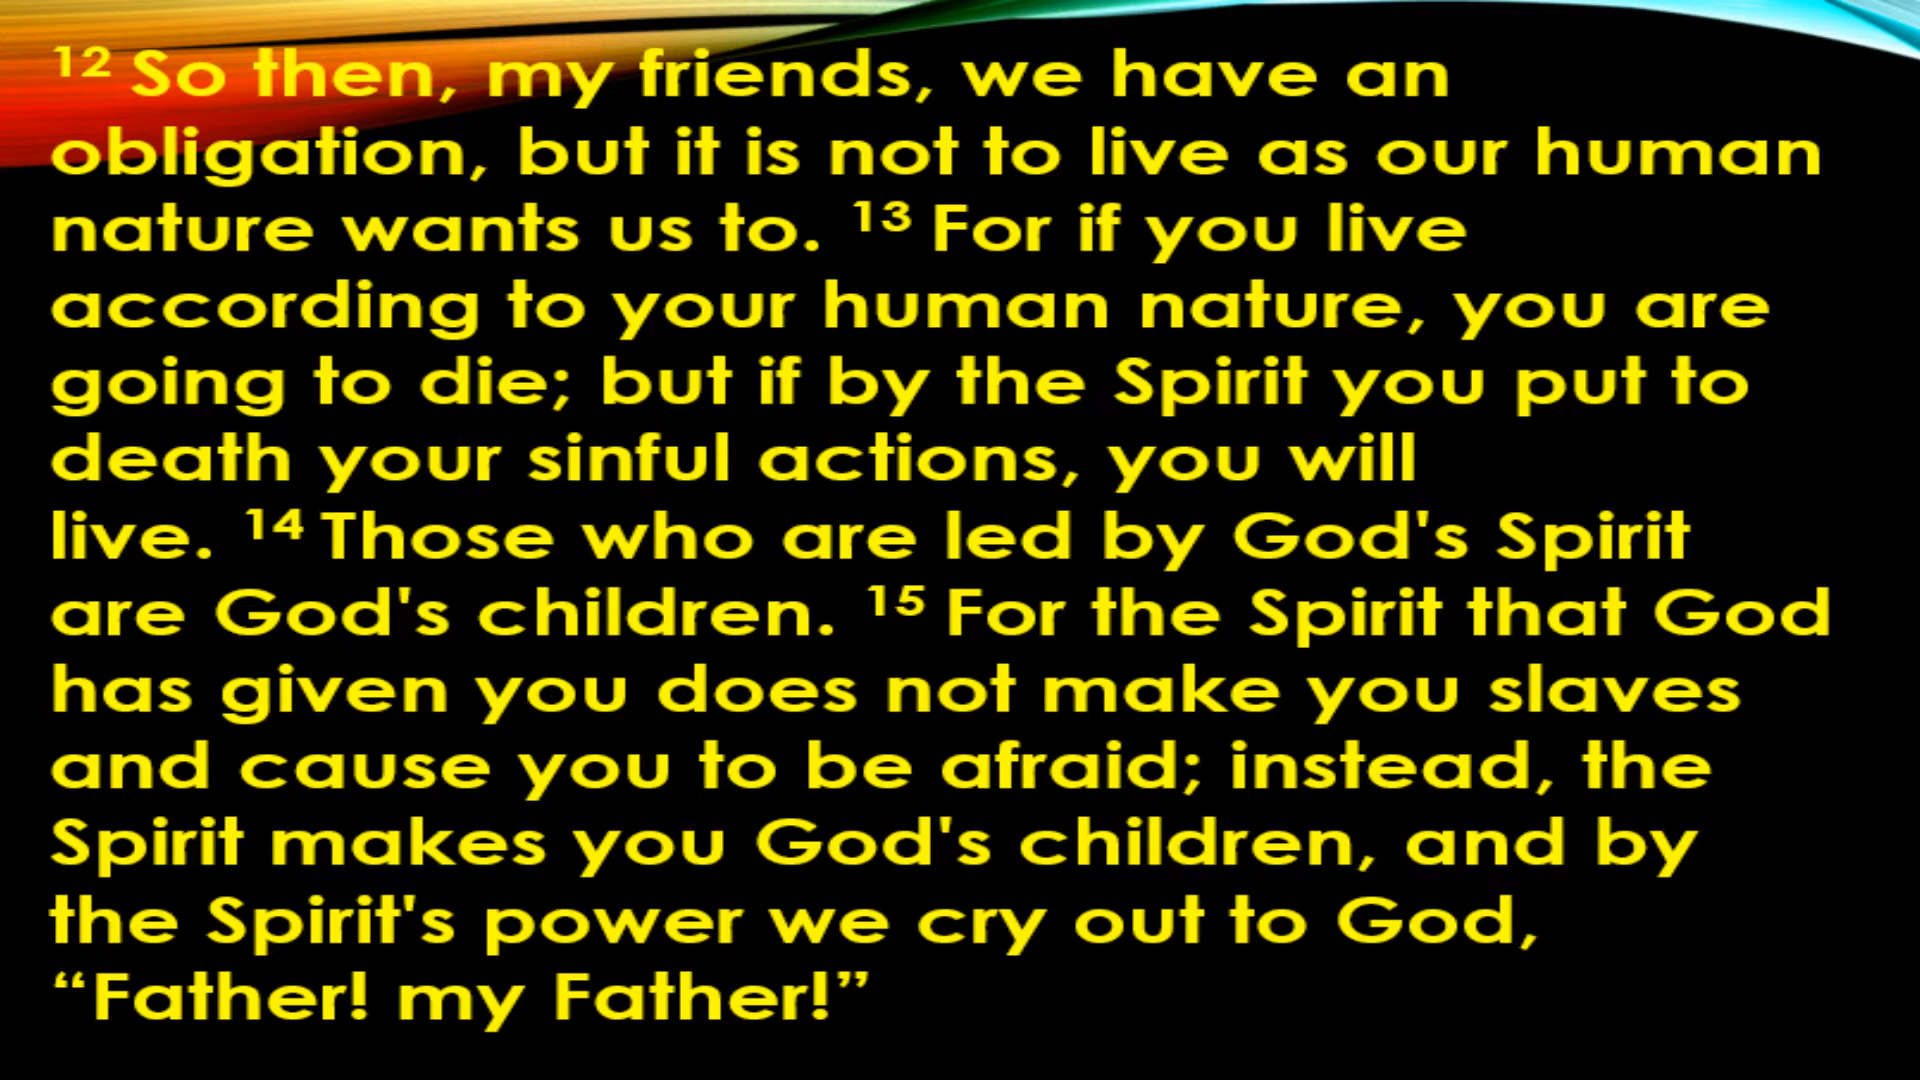 12 So then, my friends, we have an
obligation, but it is not to live as our human
nature wants us to. 13 For if you live
according to your human nature, you are
going to die; but if by the Spirit you put to
death your sinful actions, you will
live. 14 Those who are led by God's Spirit
are God's children. 15 For the Spirit that God
has given you does not make you slaves
and cause you to be afraid; instead, the
Spirit makes you God's children, and by
the Spirit's power we cry out to God,
“Father! my Father!”